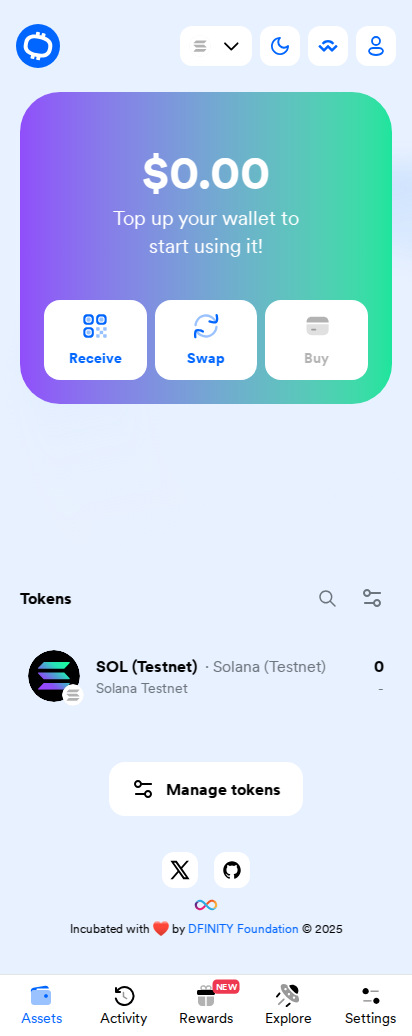 $0.00
Top up your wallet to
start using it!
Receive
Swap
Buy
Tokens
SOL (Testnet) · Solana (Testnet) 0
Solana Testnet -
Manage tokens
Incubated with ❤️ by DFINITY Foundation © 2025
NEW
Assets
Activity
Rewards
Explore
Settings